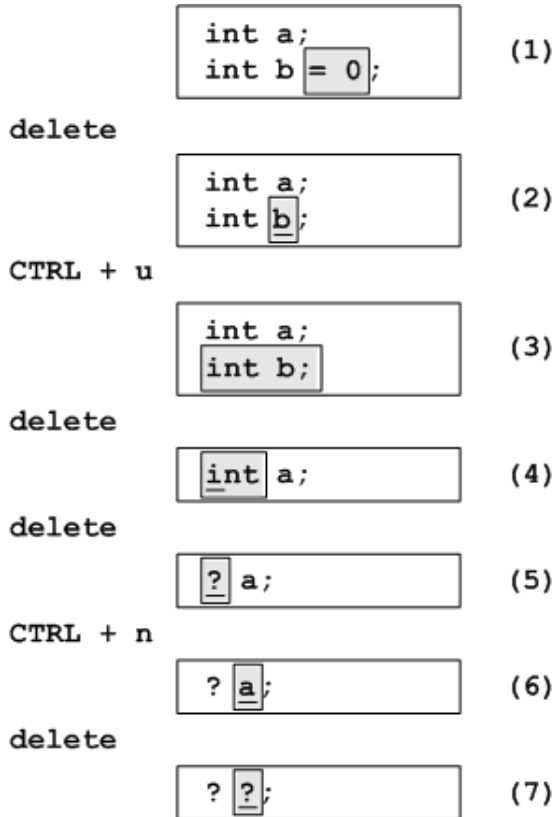 int a;
int b = 0; (1)
delete
int a;
int b; (2)
CTRL + u
int a;
int b; (3)
delete
int a; (4)
delete
? a; (5)
CTRL + n
? a; (6)
delete
? ?; (7)